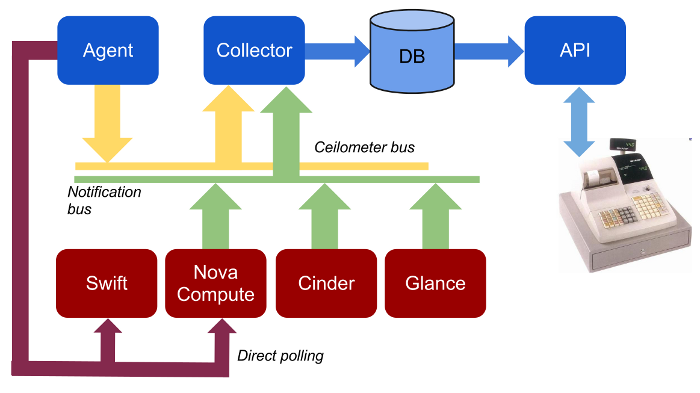 Agent
Collector
DB
API
Ceilometer bus
Notification
bus
Swift
Nova
Compute
Cinder
Glance
Direct polling